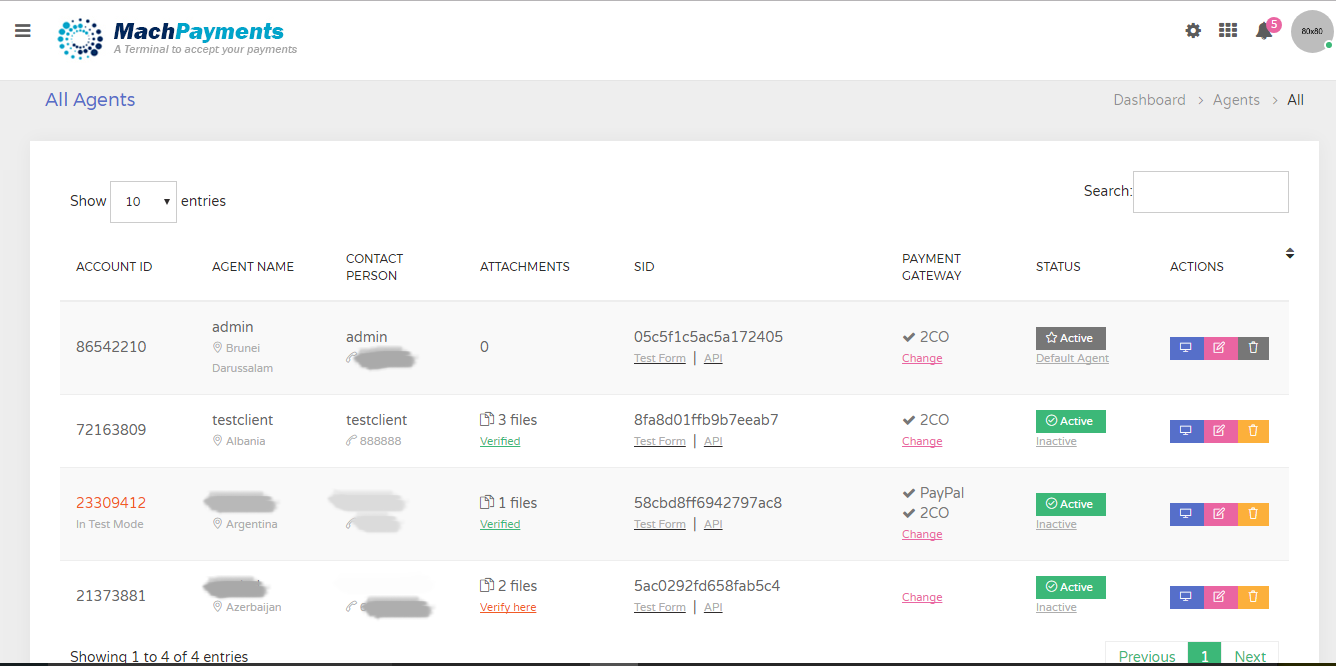 MachPayments
A Terminal to accept your payments
5
80x80
All Agents
Dashboard > Agents > All
Show 10 entries
Search:
ACCOUNT ID AGENT NAME CONTACT PERSON ATTACHMENTS SID PAYMENT GATEWAY STATUS ACTIONS
86542210
admin
Brunei
Darussalam
admin
0
05c5f1c5ac5a172405
Test Form | API
2CO
Change
Active
Default Agent
72163809
testclient
Albania
testclient
888888
3 files
Verified
8fa8d01ffb9b7eeab7
Test Form | API
2CO
Change
Active
Inactive
23309412
In Test Mode
Argentina
1 files
Verified
58cbd8ff6942797ac8
Test Form | API
PayPal
2CO
Change
Active
Inactive
21373881
Azerbaijan
2 files
Verify here
5ac0292fd658fab5c4
Test Form | API
Change
Active
Inactive
Showing 1 to 4 of 4 entries
Previous 1 Next